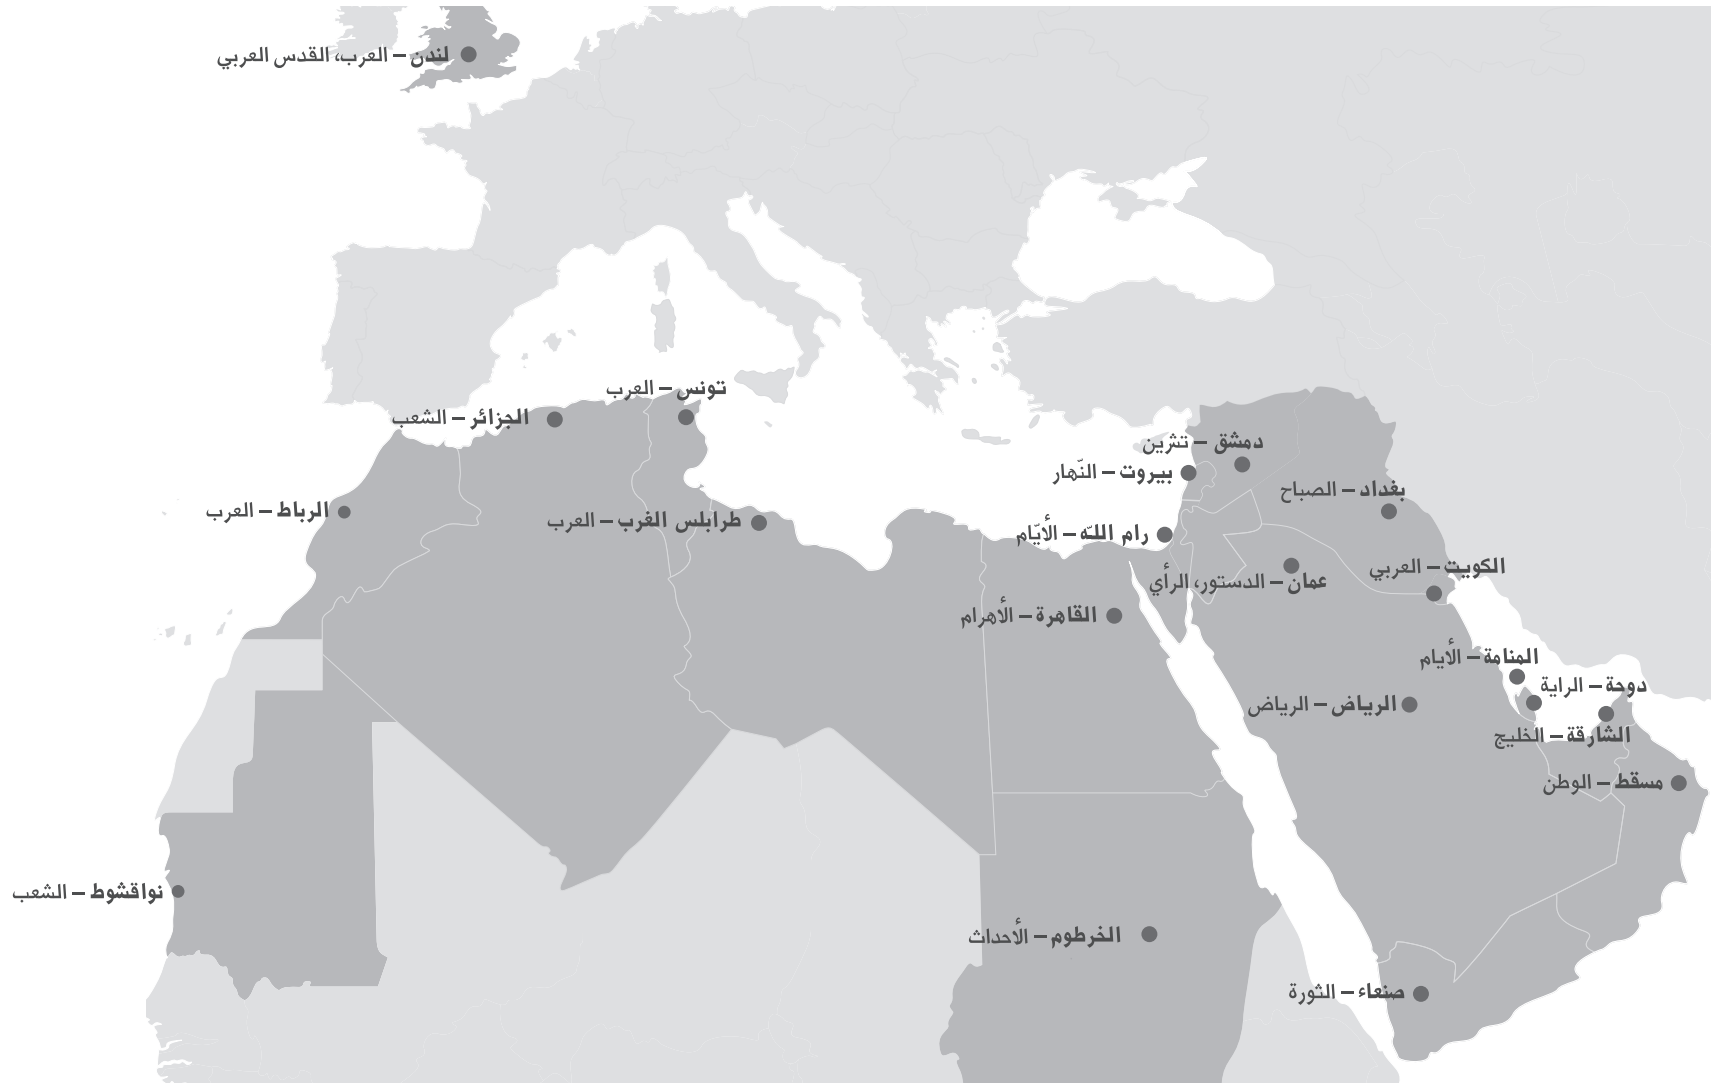 لندن – العرب، القدس العربي
تونس – العرب
الجزائر – الشعب
دمشق – تشرين
بيروت – النّهار
بغداد – الصباح
الرباط – العرب
طرابلس الغرب – العرب
رام اللّه – الأيّام
الكويت – العربي
عمان – الدستور، الرأي
القاهرة – الأهرام
المنامة – الأيام
دوحة – الراية
الرياض – الرياض
الشارقة – الخليج
مسقط – الوطن
نواقشوط – الشعب
الخرطوم – الأحداث
صنعاء – الثورة